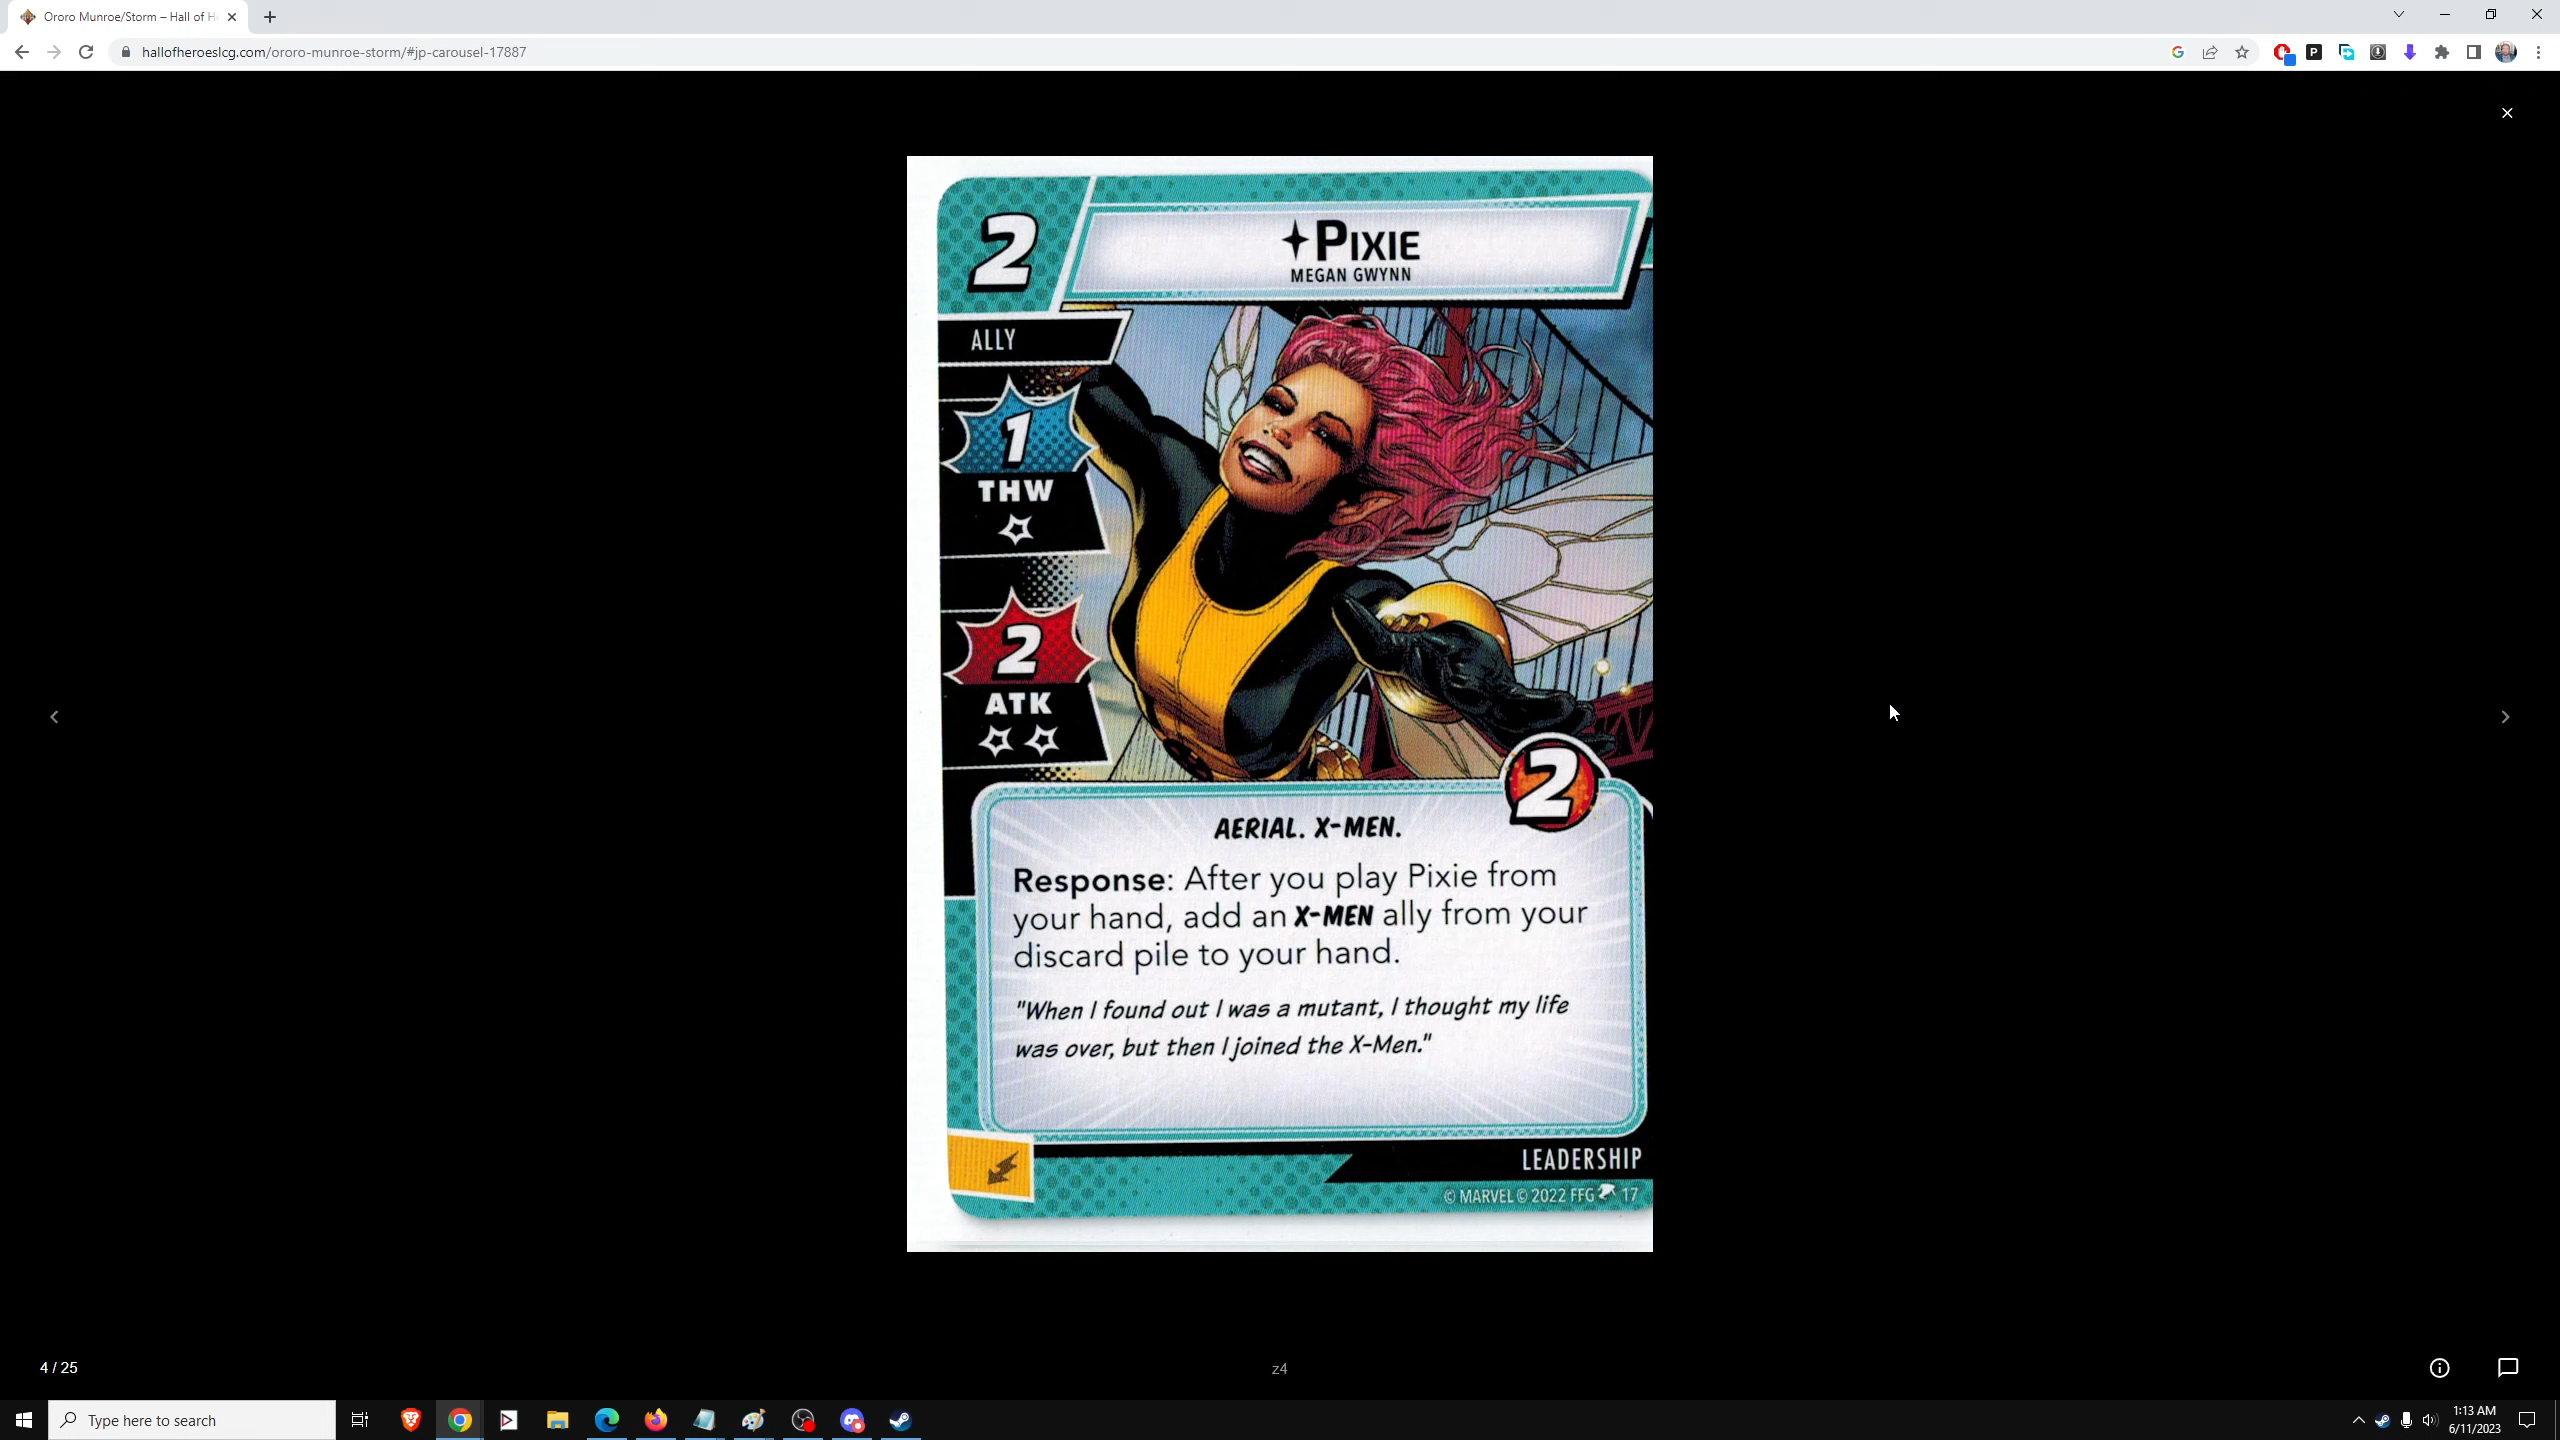 Ororo Munroe/Storm – Hall of H
hallofheroeslcg.com/ororo-munroe-storm/#jp-carousel-17887
2
PIXIE
MEGAN GWYNN
ALLY
1
THW
2
ATK
2
AERIAL. X-MEN.
Response: After you play Pixie from
your hand, add an X-MEN ally from your
discard pile to your hand.
"When I found out I was a mutant, I thought my life
was over, but then I joined the X-Men."
LEADERSHIP
© MARVEL © 2022 FFG 17
4 / 25
z4
Type here to search
1:13 AM
6/11/2023